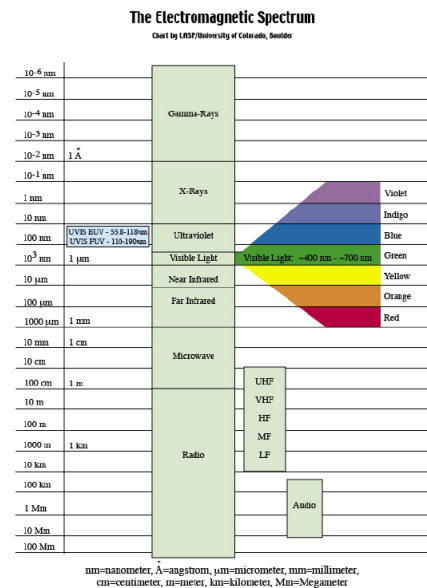 The Electromagnetic Spectrum
Chart by LASP/University of Colorado, Boulder
10-6 nm
10-5 nm
10-4 nm
Gamma-Rays
10-3 nm
10-2 nm 1 Å
10-1 nm
1 nm
X-Rays
Violet
10 nm
Indigo
100 nm
UVIS EUV - 55.8-118nm
UVIS FUV - 110-190nm
Ultraviolet
Blue
10³ nm 1 µm
Visible Light
Visible Light: ~400 nm - ~700 nm
Green
10 µm
Near Infrared
Yellow
100 µm
Far Infrared
Orange
1000 µm 1 mm
Red
10 mm 1 cm
10 cm
Microwave
100 cm 1 m
UHF
10 m
VHF
100 m
HF
1000 m 1 km
MF
10 km
Radio
LF
100 km
1 Mm
Audio
10 Mm
100 Mm
nm=nanometer, Å=angstrom, µm=micrometer, mm=millimeter,
cm=centimeter, m=meter, km=kilometer, Mm=Megameter